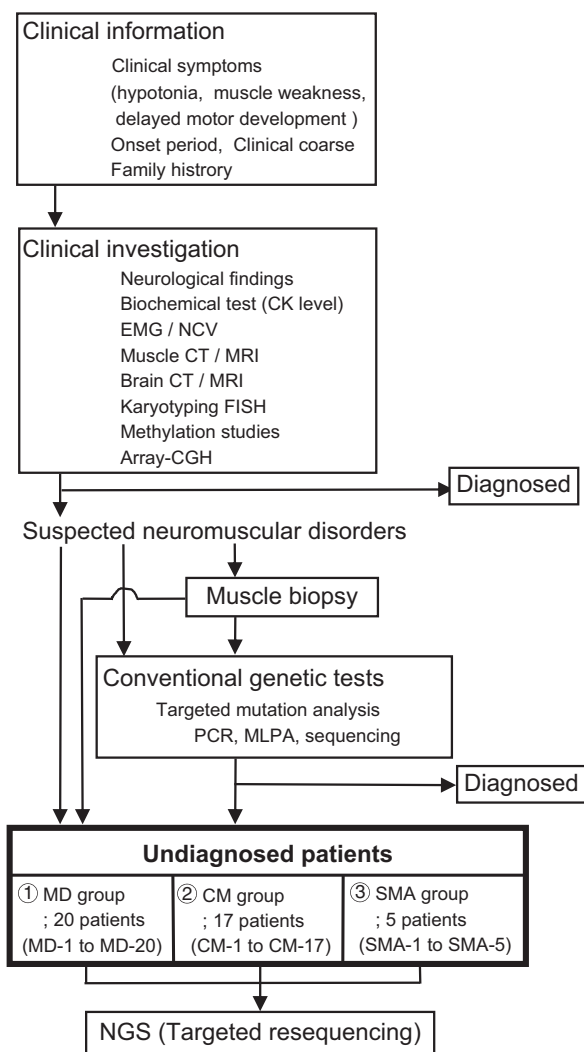 Clinical information
Clinical symptoms
(hypotonia, muscle weakness,
delayed motor development )
Onset period, Clinical coarse
Family histrory
Clinical investigation
Neurological findings
Biochemical test (CK level)
EMG / NCV
Muscle CT / MRI
Brain CT / MRI
Karyotyping FISH
Methylation studies
Array-CGH
Diagnosed
Suspected neuromuscular disorders
Muscle biopsy
Conventional genetic tests
Targeted mutation analysis
PCR, MLPA, sequencing
Diagnosed
Undiagnosed patients
① MD group
; 20 patients
(MD-1 to MD-20)
② CM group
; 17 patients
(CM-1 to CM-17)
③ SMA group
; 5 patients
(SMA-1 to SMA-5)
NGS (Targeted resequencing)